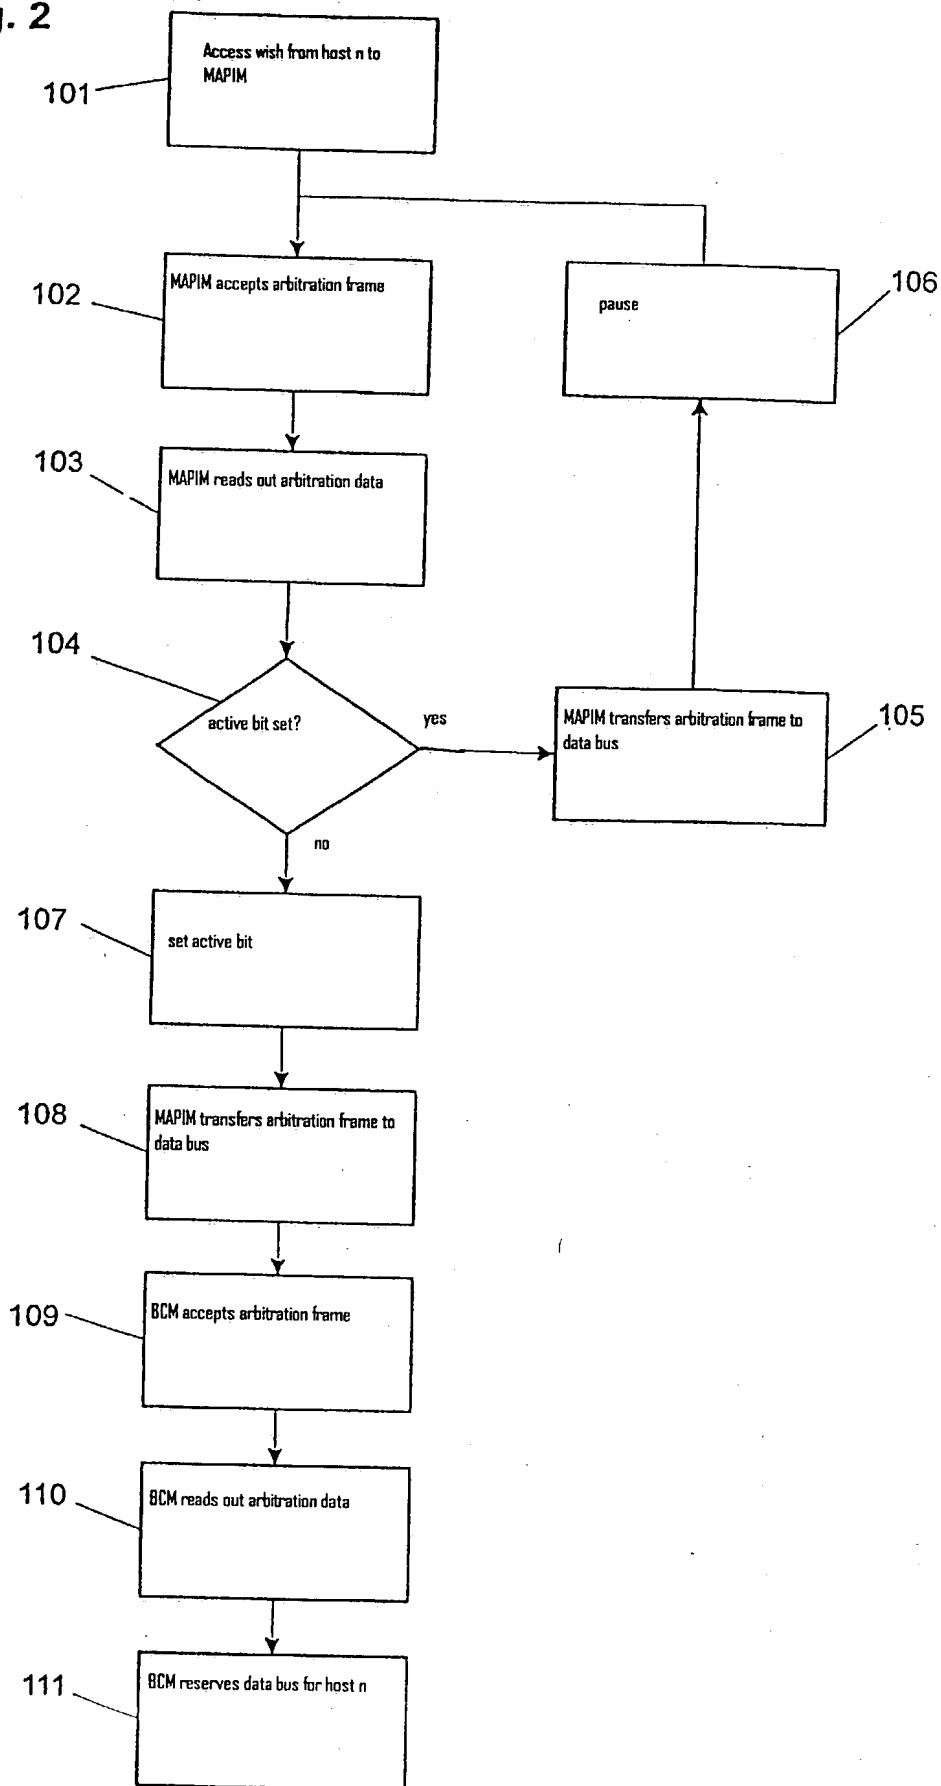 . 2
Access wish from host n to
MAPIM
101
MAPIM accepts arbitration frame
102
pause
106
103
MAPIM reads out arbitration data
104
active bit set?
yes
MAPIM transfers arbitration frame to
data bus
105
no
107
set active bit
108
MAPIM transfers arbitration frame to
data bus
109
BCM accepts arbitration frame
110
BCM reads out arbitration data
111
BCM reserves data bus for host n